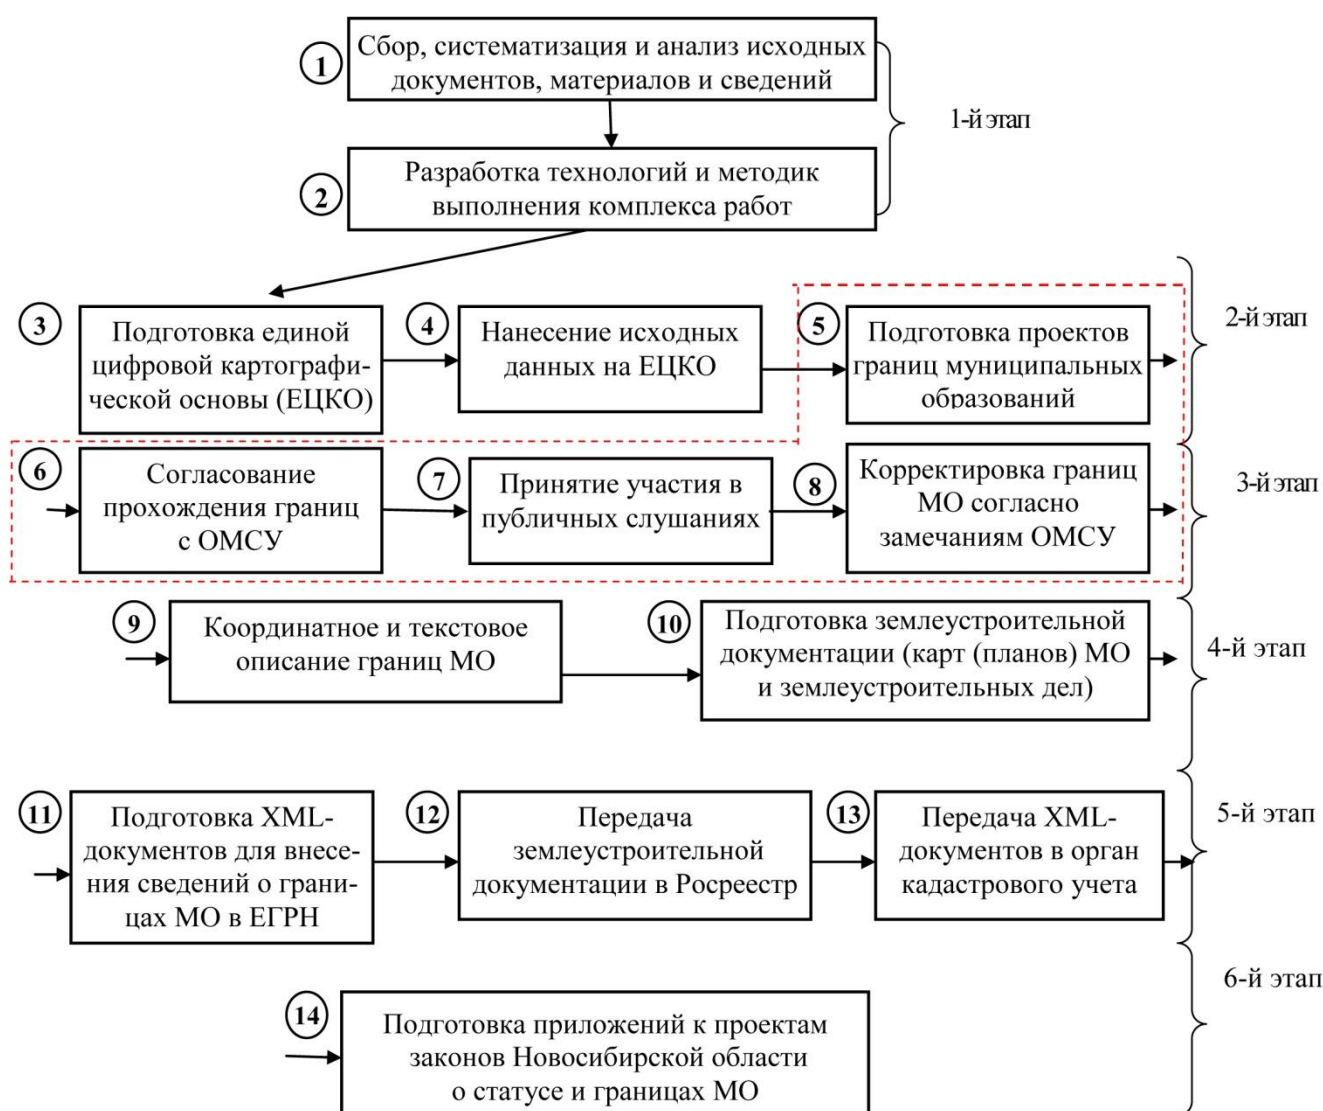 1
Сбор, систематизация и анализ исходных
документов, материалов и сведений
1-й этап
2
Разработка технологий и методик
выполнения комплекса работ
3
Подготовка единой
цифровой картографи-
ческой основы (ЕЦКО)
4
Нанесение исходных
данных на ЕЦКО
5
Подготовка проектов
границ муниципальных
образований
2-й этап
6
Согласование
прохождения границ
с ОМСУ
7
Принятие участия в
публичных слушаниях
8
Корректировка границ
МО согласно
замечаниям ОМСУ
3-й этап
9
Координатное и текстовое
описание границ МО
10
Подготовка землеустроительной
документации (карт (планов) МО
и землеустроительных дел)
4-й этап
11
Подготовка XML-
документов для внесе-
ния сведений о грани-
цах МО в ЕГРН
12
Передача
землеустроительной
документации в Росреестр
13
Передача XML-
документов в орган
кадастрового учета
5-й этап
14
Подготовка приложений к проектам
законов Новосибирской области
о статусе и границах МО
6-й этап